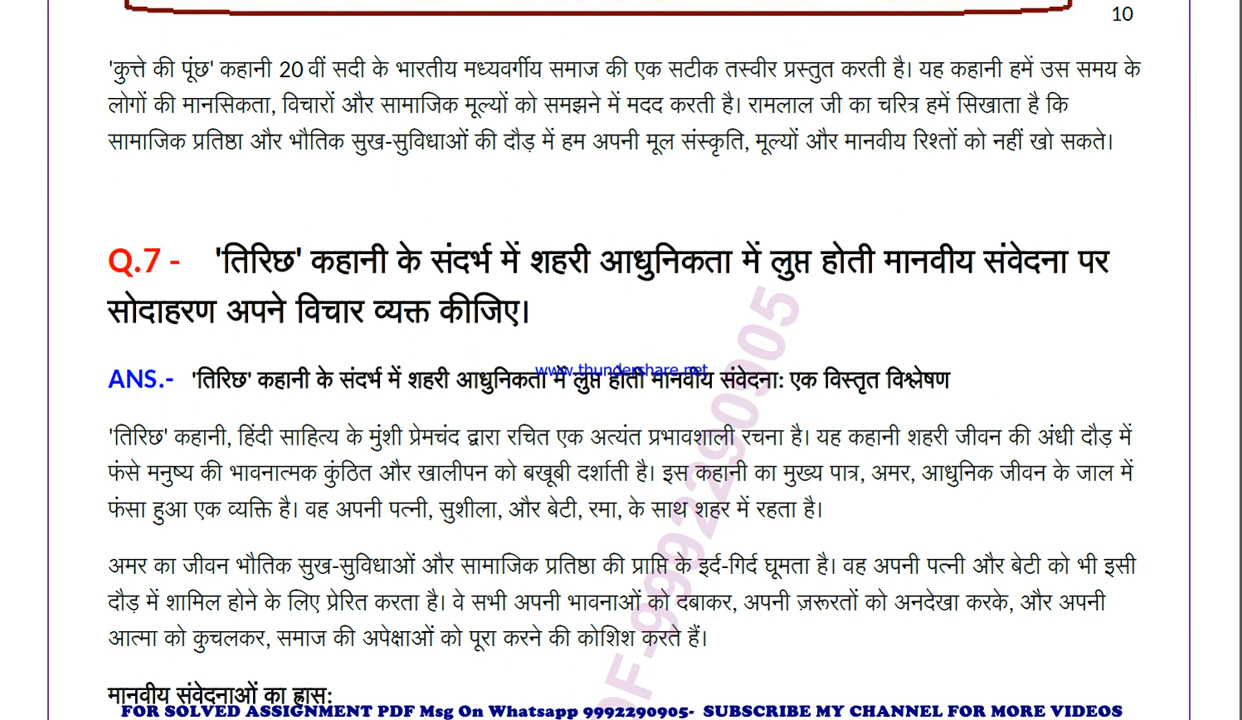 10
'कुत्ते की पूंछ' कहानी 20 वीं सदी के भारतीय मध्यवर्गीय समाज की एक सटीक तस्वीर प्रस्तुत करती है। यह कहानी हमें उस समय के
लोगों की मानसिकता, विचारों और सामाजिक मूल्यों को समझने में मदद करती है। रामलाल जी का चरित्र हमें सिखाता है कि
सामाजिक प्रतिष्ठा और भौतिक सुख-सुविधाओं की दौड़ में हम अपनी मूल संस्कृति, मूल्यों और मानवीय रिश्तों को नहीं खो सकते।
Q.7 - 'तिरिछ' कहानी के संदर्भ में शहरी आधुनिकता में लुप्त होती मानवीय संवेदना पर
सोदाहरण अपने विचार व्यक्त कीजिए।
www.thundershare.net
ANS.- 'तिरिछ' कहानी के संदर्भ में शहरी आधुनिकता में लुप्त होती मानवीय संवेदना: एक विस्तृत विश्लेषण
'तिरिछ' कहानी, हिंदी साहित्य के मुंशी प्रेमचंद द्वारा रचित एक अत्यंत प्रभावशाली रचना है। यह कहानी शहरी जीवन की अंधी दौड़ में
फंसे मनुष्य की भावनात्मक कुंठित और खालीपन को बखूबी दर्शाती है। इस कहानी का मुख्य पात्र, अमर, आधुनिक जीवन के जाल में
फंसा हुआ एक व्यक्ति है। वह अपनी पत्नी, सुशीला, और बेटी, रमा, के साथ शहर में रहता है।
अमर का जीवन भौतिक सुख-सुविधाओं और सामाजिक प्रतिष्ठा की प्राप्ति के इर्द-गिर्द घूमता है। वह अपनी पत्नी और बेटी को भी इसी
दौड़ में शामिल होने के लिए प्रेरित करता है। वे सभी अपनी भावनाओं को दबाकर, अपनी ज़रूरतों को अनदेखा करके, और अपनी
आत्मा को कुचलकर, समाज की अपेक्षाओं को पूरा करने की कोशिश करते हैं।
मानवीय संवेदनाओं का ह्रास:
DF-9992290905
FOR SOLVED ASSIGNMENT PDF Msg On Whatsapp 9992290905- SUBSCRIBE MY CHANNEL FOR MORE VIDEOS